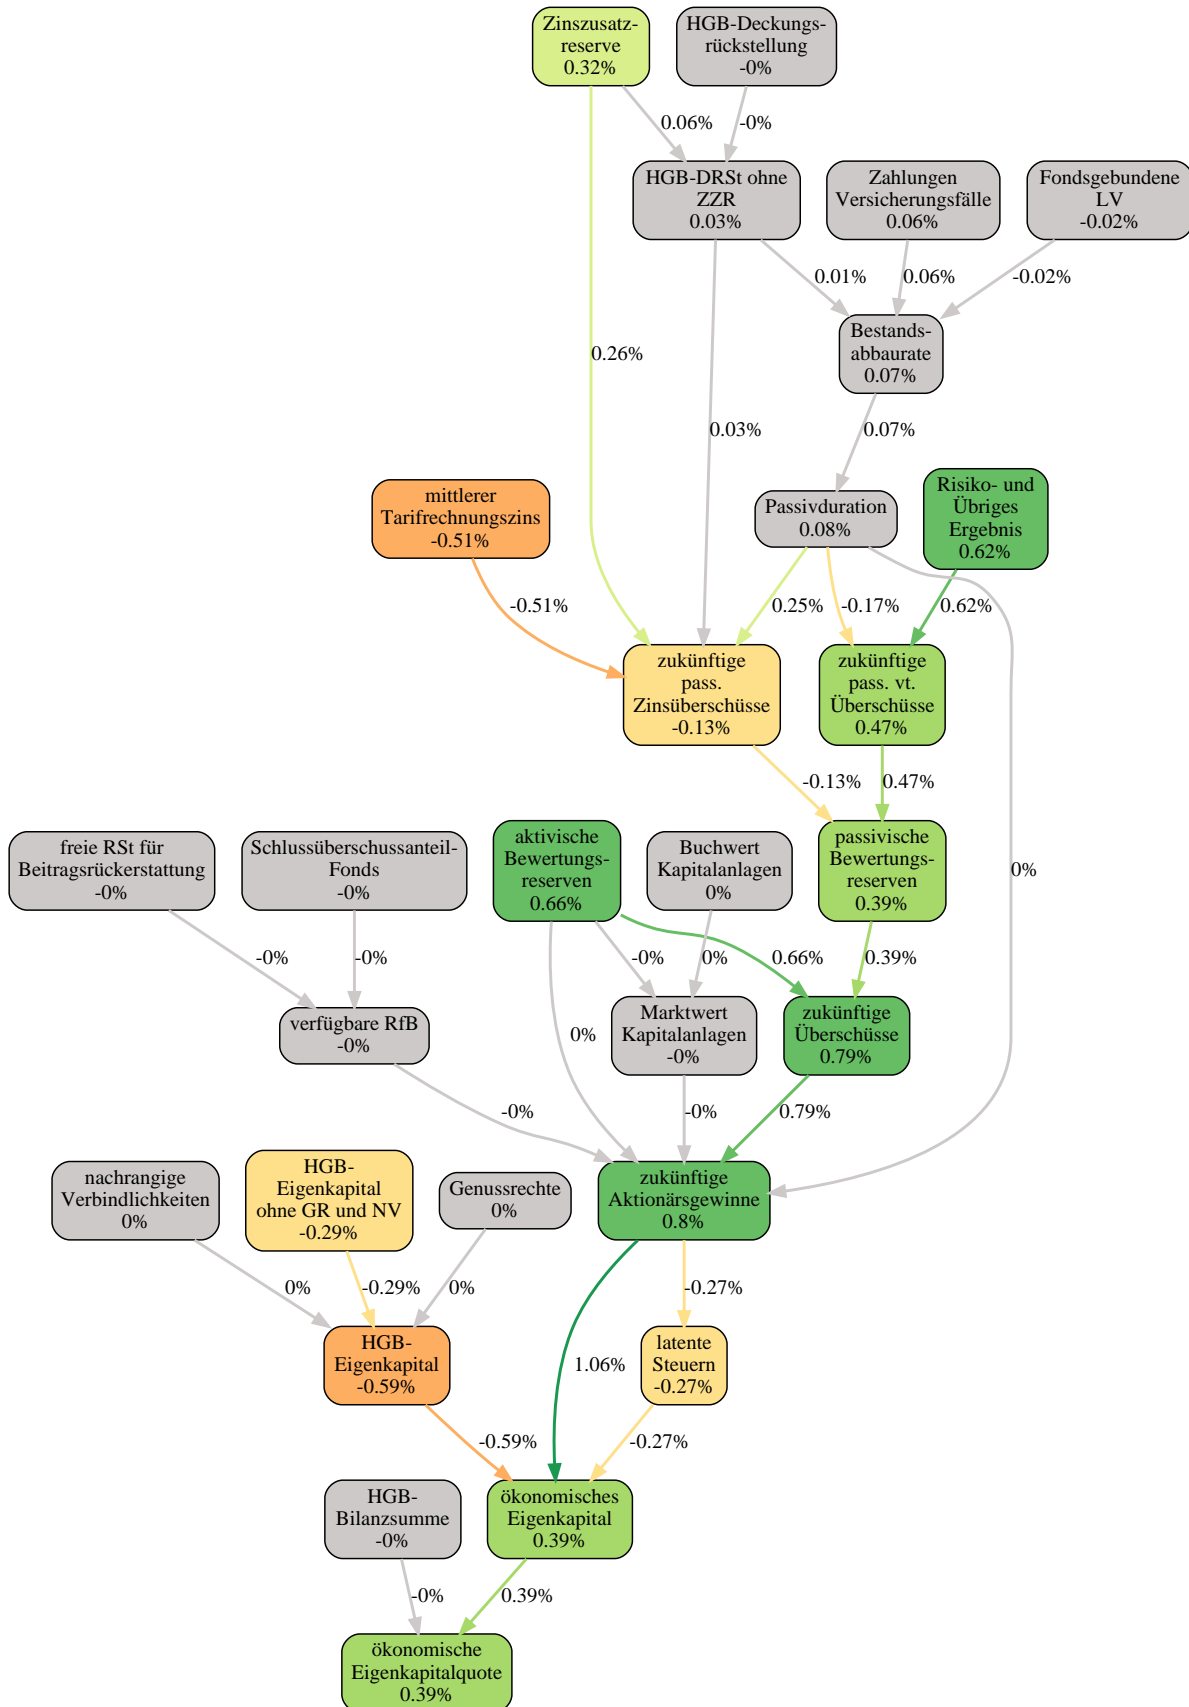 Zinszusatz-
reserve
0.32%
HGB-Deckungs-
rückstellung
-0%
0.06%
-0%
HGB-DRSt ohne
ZZR
0.03%
Zahlungen
Versicherungsfälle
0.06%
Fondsgebundene
LV
-0.02%
0.01%
0.06%
-0.02%
Bestands-
abbaurate
0.07%
0.26%
0.03%
0.07%
mittlerer
Tarifrechnungszins
-0.51%
Passivduration
0.08%
Risiko- und
Übriges
Ergebnis
0.62%
-0.51%
0.25%
-0.17%
0.62%
zukünftige
pass.
Zinsüberschüsse
-0.13%
zukünftige
pass. vt.
Überschüsse
0.47%
-0.13%
0.47%
freie RSt für
Beitragsrückerstattung
-0%
Schlussüberschussanteil-
Fonds
-0%
aktivische
Bewertungs-
reserven
0.66%
Buchwert
Kapitalanlagen
0%
passivische
Bewertungs-
reserven
0.39%
0%
-0%
-0%
-0%
0%
0.66%
0.39%
verfügbare RfB
-0%
0%
Marktwert
Kapitalanlagen
-0%
zukünftige
Überschüsse
0.79%
-0%
-0%
0.79%
nachrangige
Verbindlichkeiten
0%
HGB-
Eigenkapital
ohne GR und NV
-0.29%
Genussrechte
0%
zukünftige
Aktionärsgewinne
0.8%
0%
-0.29%
0%
-0.27%
HGB-
Eigenkapital
-0.59%
1.06%
latente
Steuern
-0.27%
-0.59%
-0.27%
HGB-
Bilanzsumme
-0%
ökonomisches
Eigenkapital
0.39%
-0%
0.39%
ökonomische
Eigenkapitalquote
0.39%